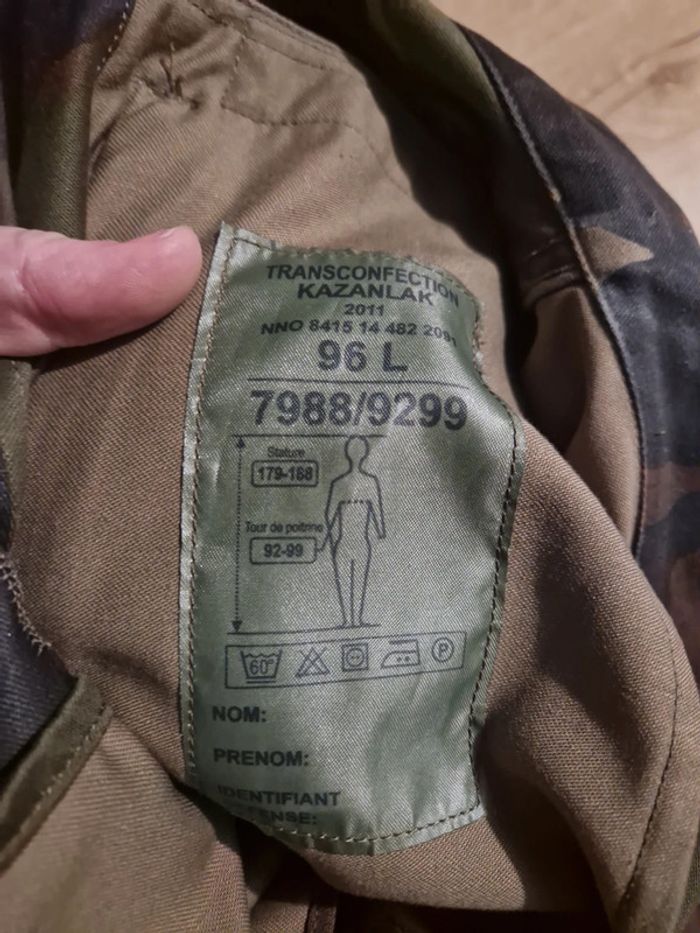 TRANSCONFECTION
KAZANLAK
2011
NNO 8415 14 482 2091
96 L
7988/9299
Stature
179-188
Tour de poitrine
92-99
60°
P
NOM:
PRENOM:
IDENTIFIANT